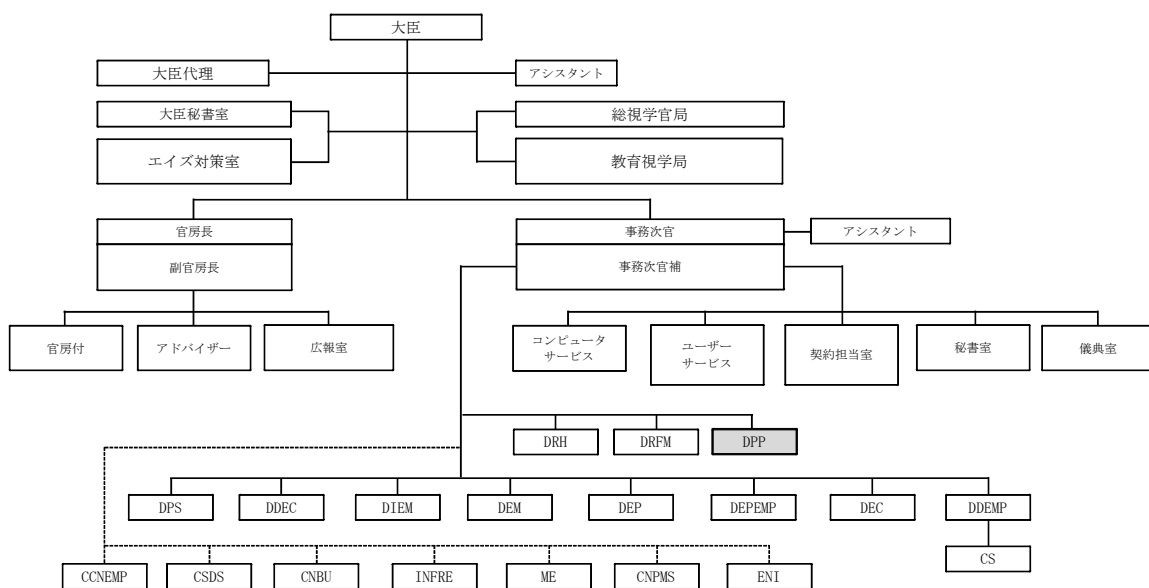 大臣
大臣代理
アシスタント
大臣秘書室
総視学官局
エイズ対策室
教育視学局
官房長
事務次官
アシスタント
副官房長
事務次官補
官房付
アドバイザー
広報室
コンピュータ
サービス
ユーザー
サービス
契約担当室
秘書室
儀典室
DRH
DRFM
DPP
DPS
DDEC
DIEM
DEM
DEP
DEPEMP
DEC
DDEMP
CS
CCNEMP
CSDS
CNBU
INFRE
ME
CNPMS
ENI